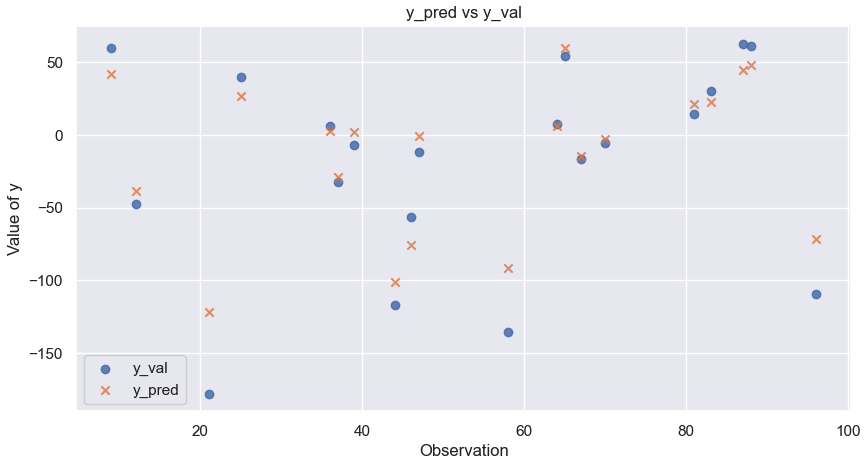 y_pred vs y_val
Value of y
50
0
−50
−100
−150
y_val
y_pred
20
40
60
80
100
Observation